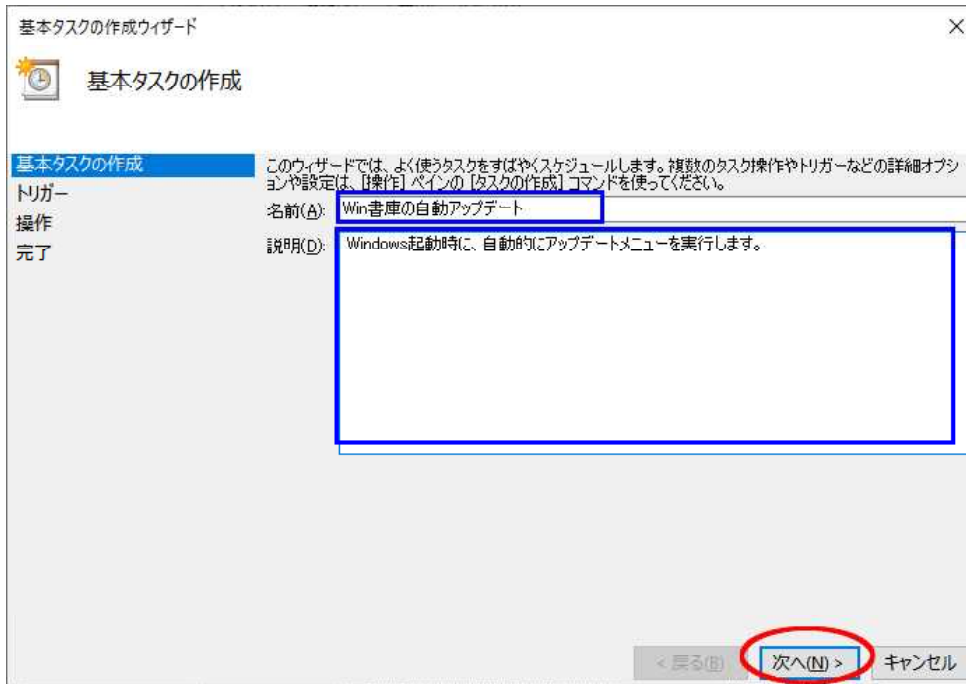 基本タスクの作成ウィザード
基本タスクの作成
基本タスクの作成
トリガー
操作
完了
このウィザードでは、よく使うタスクをすばやくスケジュールします。複数のタスク操作やトリガーなどの詳細オプシ
ョンや設定は、[操作] ペインの [タスクの作成] コマンドを使ってください。
名前(A): Win書庫の自動アップデート
説明(D): Windows起動時に、自動的にアップデートメニューを実行します。
< 戻る(B) 次へ(N) > キャンセル